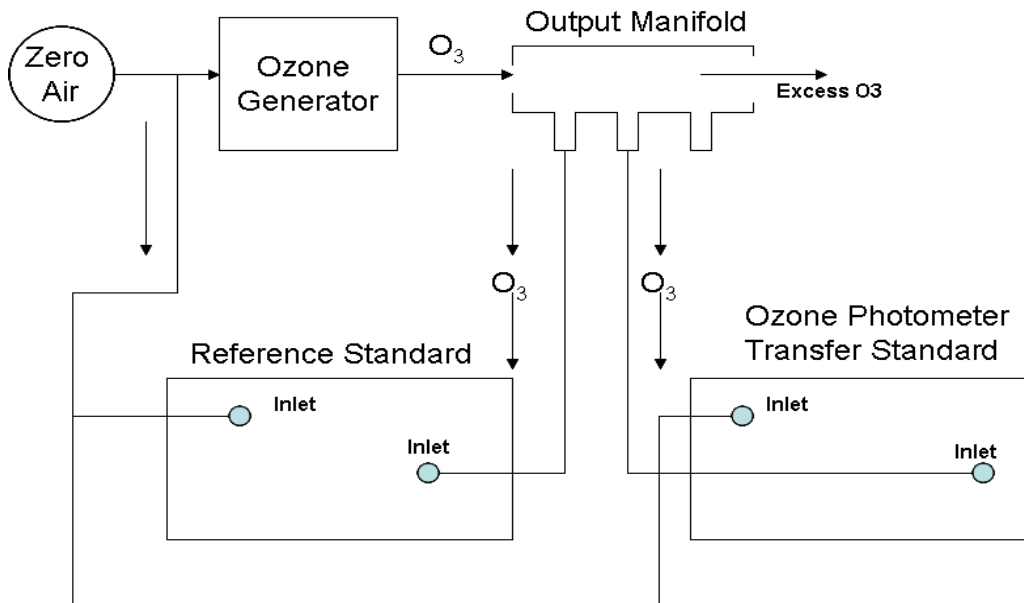 Zero
Air
Ozone
Generator
O3
Output Manifold
Excess O3
O3
O3
Reference Standard
Ozone Photometer
Transfer Standard
Inlet
Inlet
Inlet
Inlet